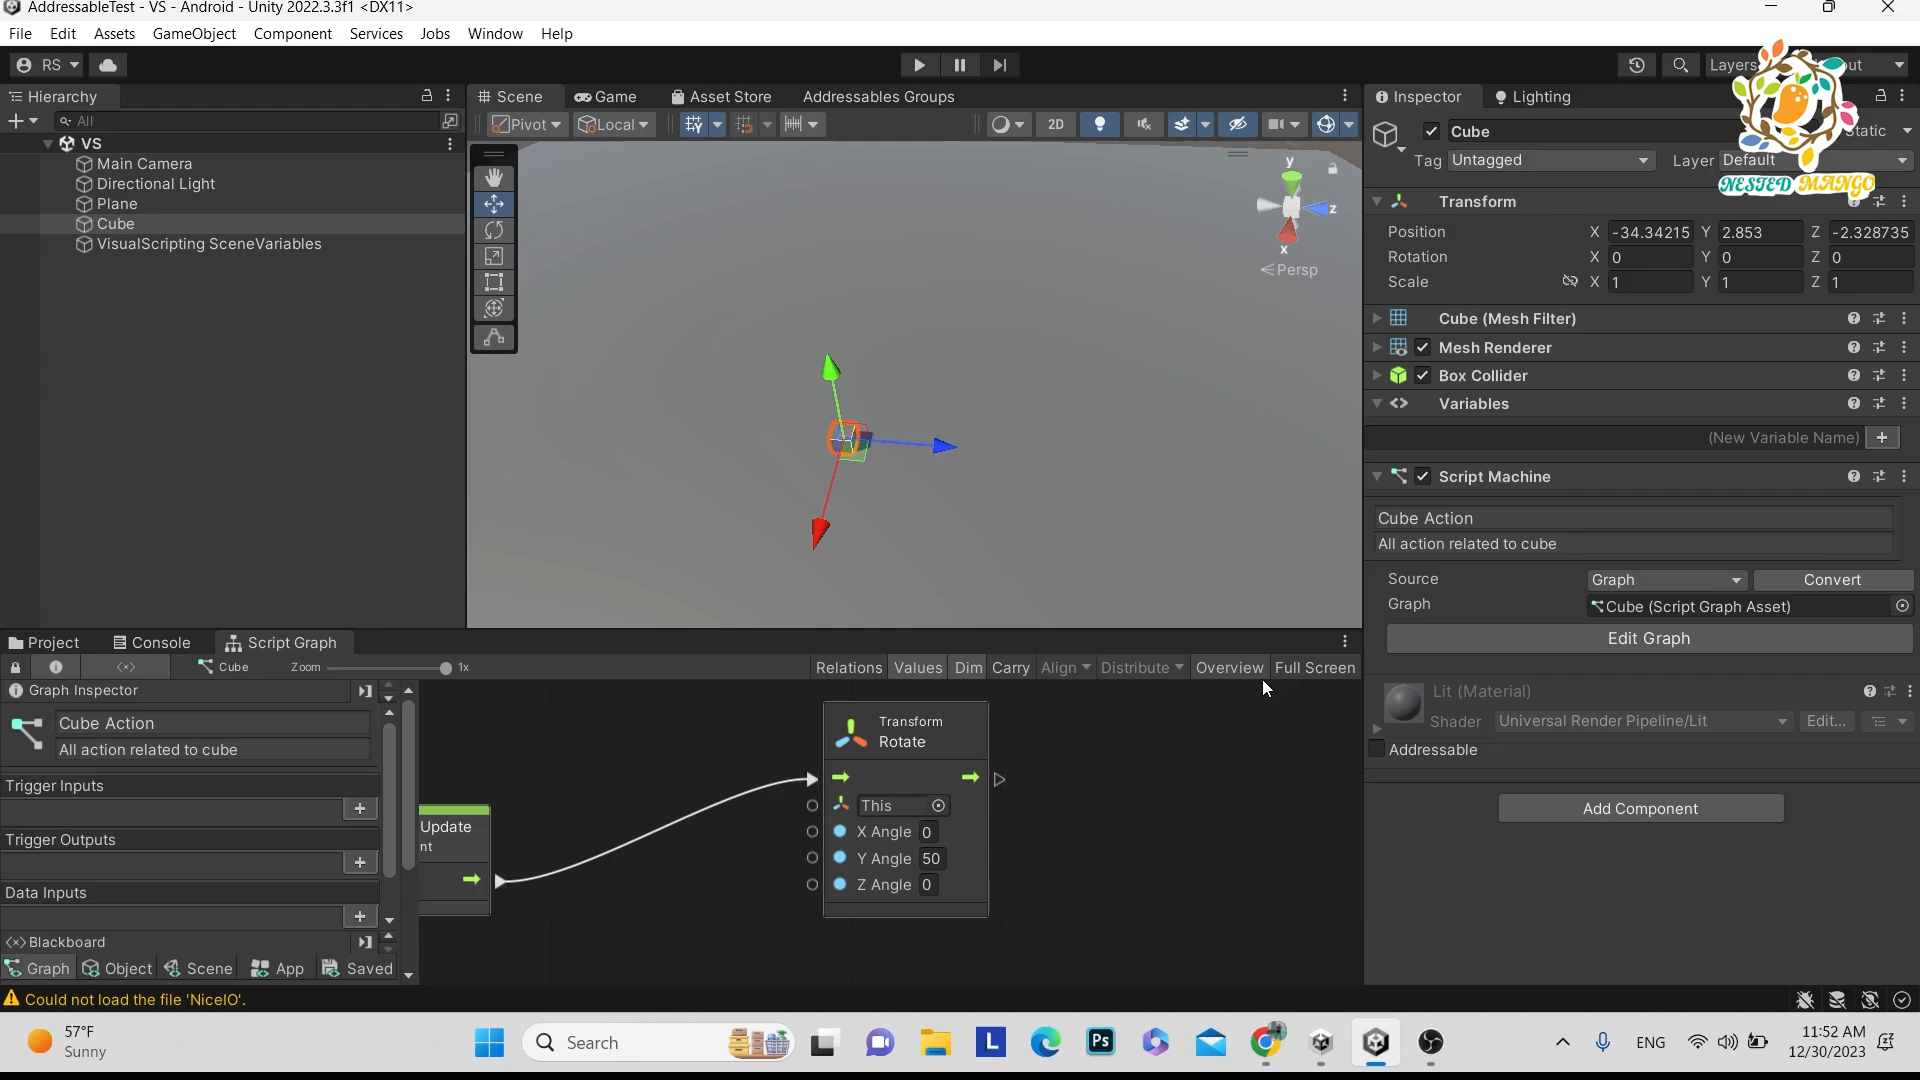 AddressableTest - VS - Android - Unity 2022.3.3f1 <DX11>
File Edit Assets GameObject Component Services Jobs Window Help
RS
Layers
out
Hierarchy
All
VS
Main Camera
Directional Light
Plane
Cube
VisualScripting SceneVariables
Scene Game Asset Store Addressables Groups
Pivot Local 2D
y
z
x
Persp
Inspector Lighting
Cube
Static
Tag Untagged Layer Default
NESTED MANGO
Transform
Position X -34.34215 Y 2.853 Z -2.328735
Rotation X 0 Y 0 Z 0
Scale X 1 Y 1 Z 1
Cube (Mesh Filter)
Mesh Renderer
Box Collider
Variables
(New Variable Name)
Script Machine
Cube Action
All action related to cube
Source Graph Convert
Graph Cube (Script Graph Asset)
Edit Graph
Lit (Material)
Shader Universal Render Pipeline/Lit Edit...
Addressable
Add Component
Project Console Script Graph
Cube Zoom 1x Relations Values Dim Carry Align Distribute Overview Full Screen
Graph Inspector
Cube Action
All action related to cube
Trigger Inputs
Trigger Outputs
Data Inputs
Blackboard
Graph Object Scene App Saved
Update
nt
Transform
Rotate
This
X Angle 0
Y Angle 50
Z Angle 0
Could not load the file 'NiceIO'.
57°F
Sunny
Search
L
Ps
ENG
11:52 AM
12/30/2023